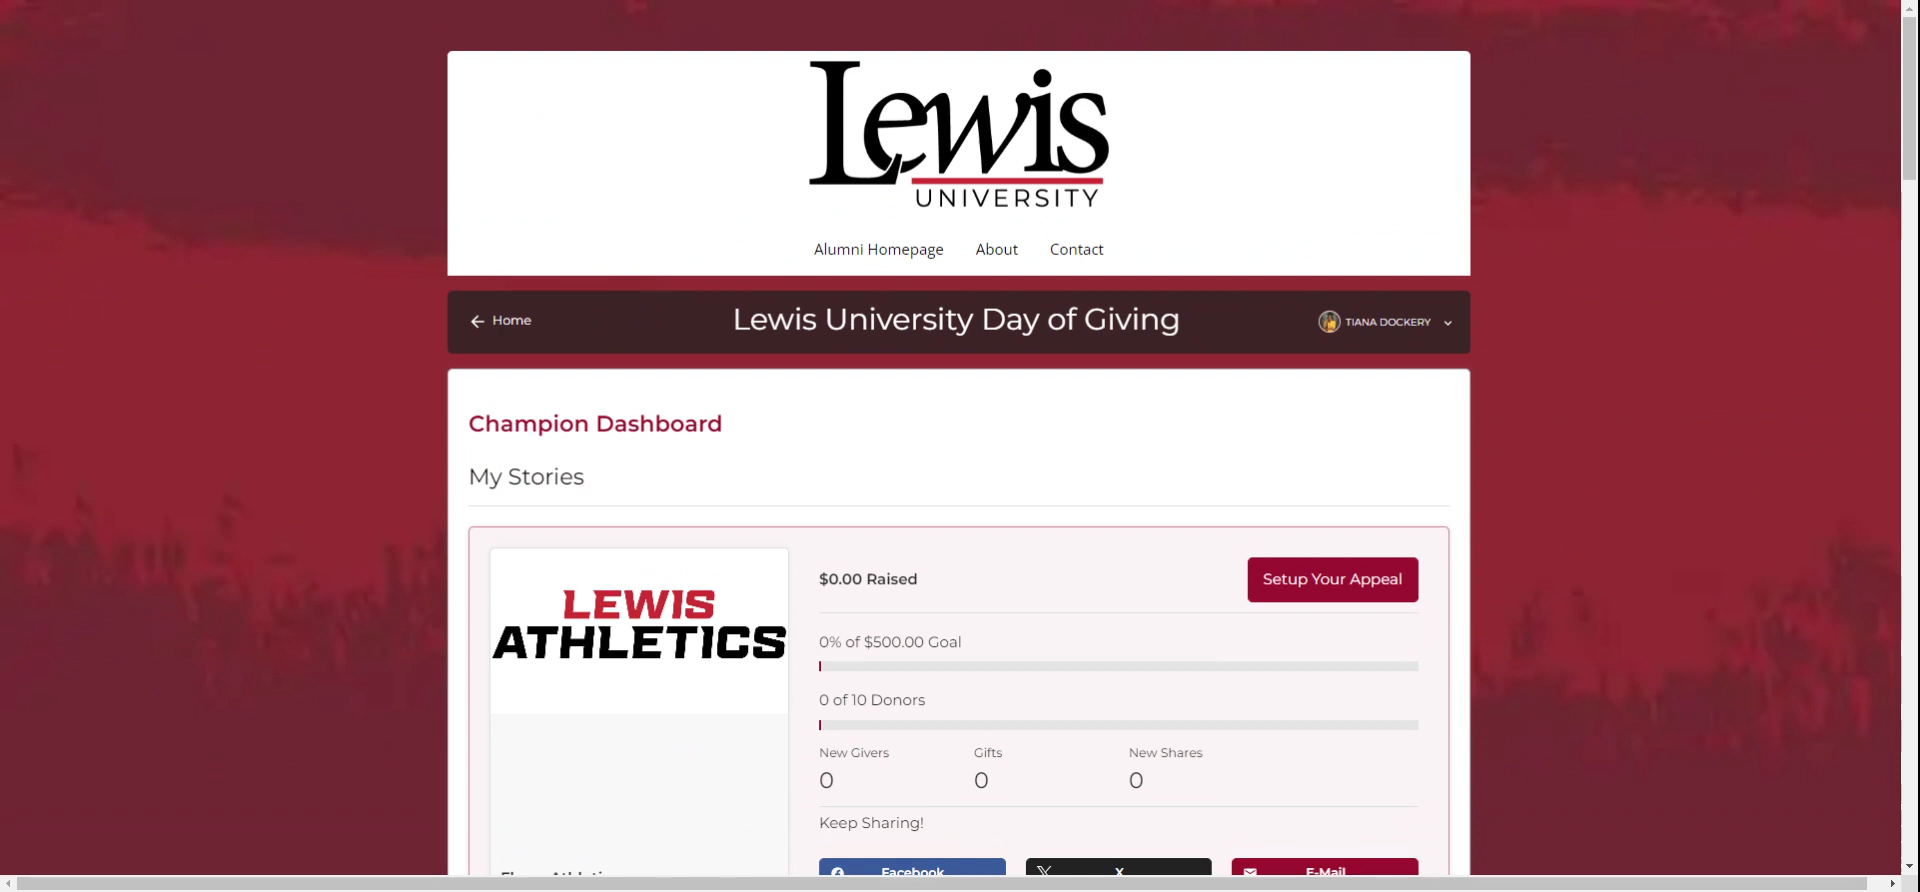 Lewis
UNIVERSITY
Alumni Homepage About Contact
Home
Lewis University Day of Giving
TIANA DOCKERY
Champion Dashboard
My Stories
LEWIS
ATHLETICS
$0.00 Raised
Setup Your Appeal
0% of $500.00 Goal
0 of 10 Donors
New Givers Gifts New Shares
0 0 0
Keep Sharing!
Facebook X E-Mail